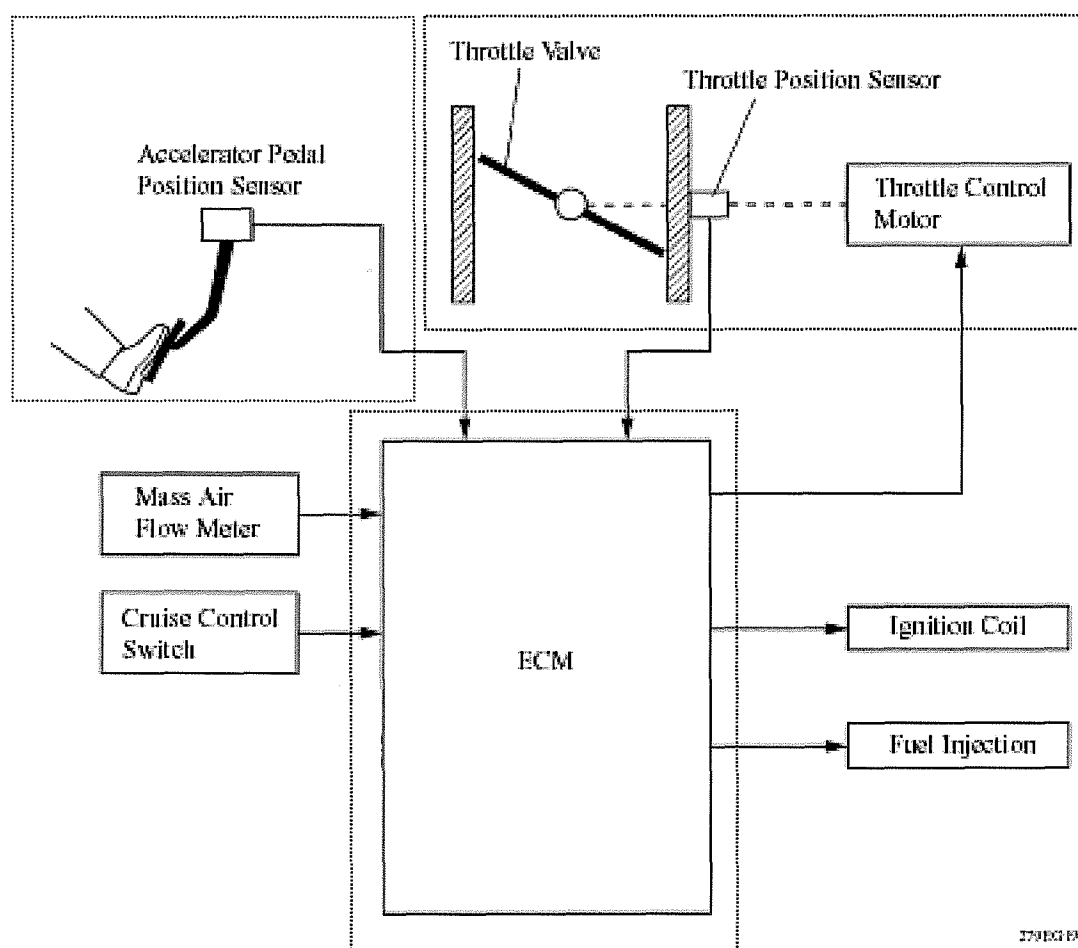 Throttle Valve
Throttle Position Sensor
Accelerator Pedal
Position Sensor
Throttle Control
Motor
Mass Air
Flow Meter
Cruise Control
Switch
ECM
Ignition Coil
Fuel Injection